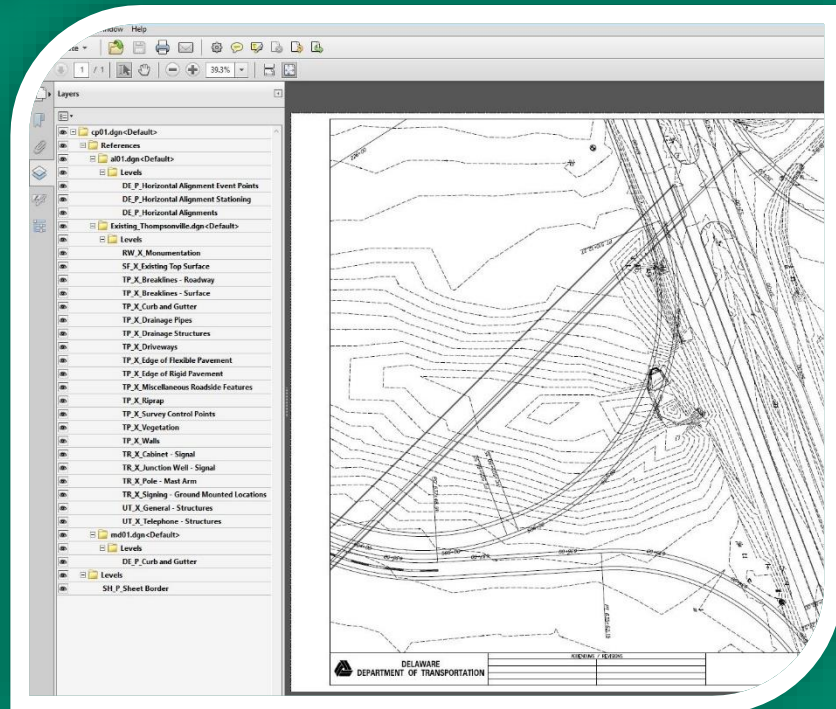 Window Help
1 / 1
39.3%
Layers
cp01.dgn<Default>
References
al01.dgn<Default>
Levels
DE_P_Horizontal Alignment Event Points
DE_P_Horizontal Alignment Stationing
DE_P_Horizontal Alignments
Existing_Thompsonville.dgn<Default>
Levels
RW_X_Monumentation
SF_X_Existing Top Surface
TP_X_Breaklines - Roadway
TP_X_Breaklines - Surface
TP_X_Curb and Gutter
TP_X_Drainage Pipes
TP_X_Drainage Structures
TP_X_Driveways
TP_X_Edge of Flexible Pavement
TP_X_Edge of Rigid Pavement
TP_X_Miscellaneous Roadside Features
TP_X_Riprap
TP_X_Survey Control Points
TP_X_Vegetation
TP_X_Walls
TR_X_Cabinet - Signal
TR_X_Junction Well - Signal
TR_X_Pole - Mast Arm
TR_X_Signing - Ground Mounted Locations
UT_X_General - Structures
UT_X_Telephone - Structures
md01.dgn<Default>
Levels
DE_P_Curb and Gutter
Levels
SH_P_Sheet Border
DELAWARE
DEPARTMENT OF TRANSPORTATION
ADDENDUMS / REVISIONS